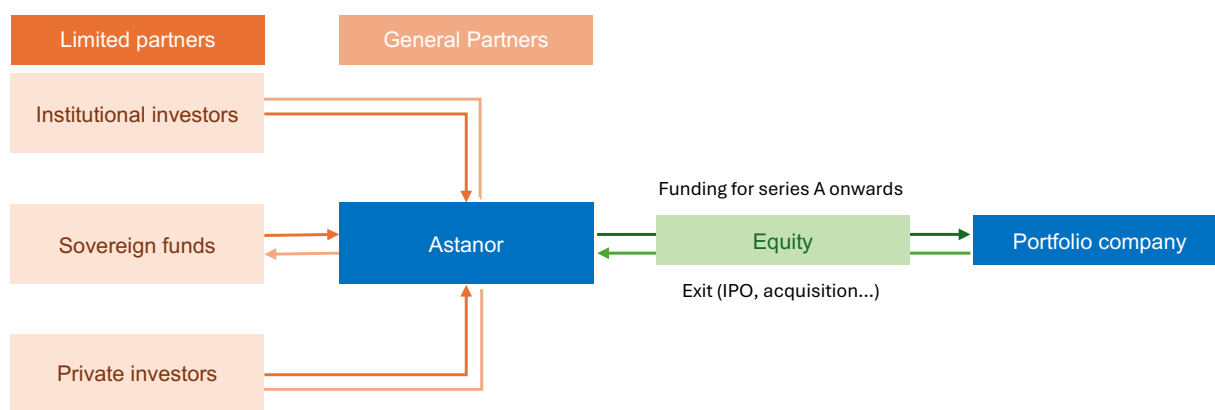 Limited partners
General Partners
Institutional investors
Funding for series A onwards
Sovereign funds
Astanor
Equity
Portfolio company
Exit (IPO, acquisition...)
Private investors